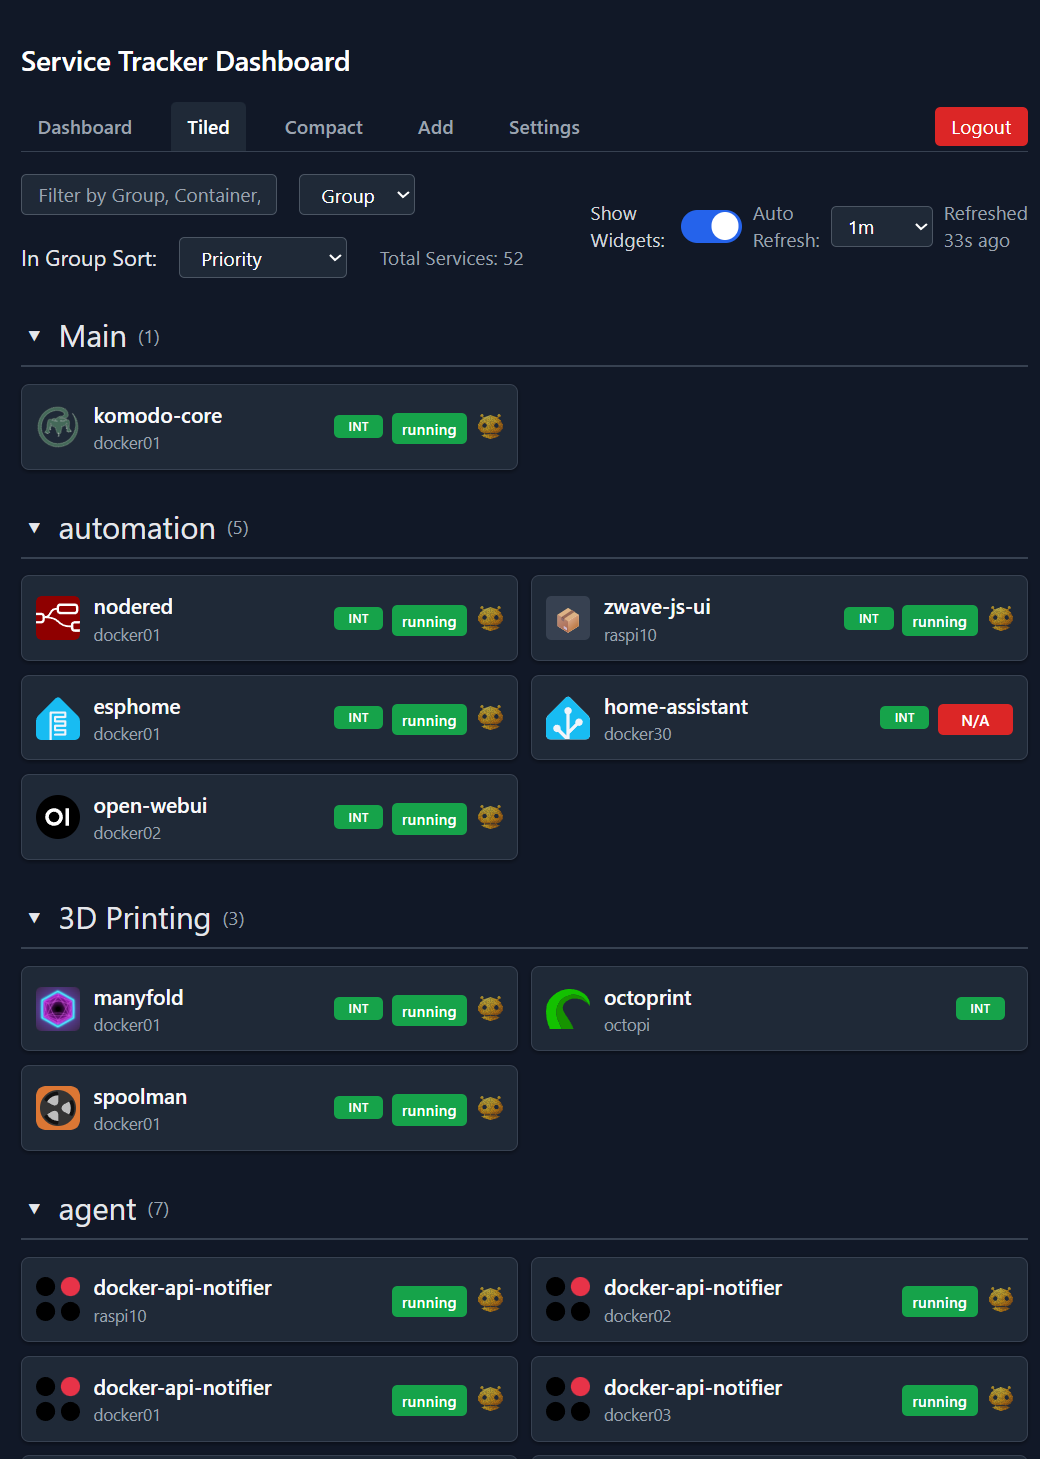 Service Tracker Dashboard
Dashboard Tiled Compact Add Settings Logout
Filter by Group, Container, Group
Show Widgets: Auto Refresh: 1m Refreshed 33s ago
In Group Sort: Priority Total Services: 52
▼ Main (1)
komodo-core
docker01
INT running
▼ automation (5)
nodered
docker01
INT running
zwave-js-ui
raspi10
INT running
esphome
docker01
INT running
home-assistant
docker30
INT N/A
OI
open-webui
docker02
INT running
▼ 3D Printing (3)
manyfold
docker01
INT running
octoprint
octopi
INT
spoolman
docker01
INT running
▼ agent (7)
docker-api-notifier
raspi10
running
docker-api-notifier
docker02
running
docker-api-notifier
docker01
running
docker-api-notifier
docker03
running